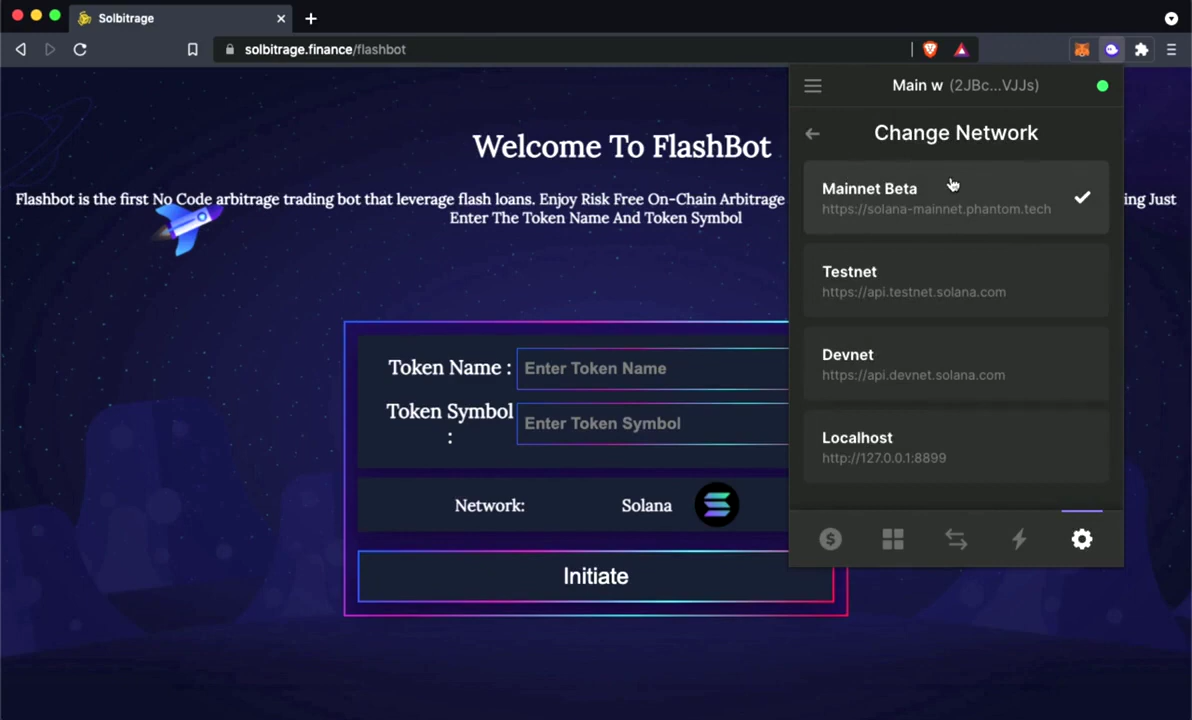 Solbitrage
solbitrage.finance/flashbot
Main w (2JBc...VJJs)
Change Network
Mainnet Beta
https://solana-mainnet.phantom.tech
Testnet
https://api.testnet.solana.com
Devnet
https://api.devnet.solana.com
Localhost
http://127.0.0.1:8899
Welcome To FlashBot
Flashbot is the first No Code arbitrage trading bot that leverage flash loans. Enjoy Risk Free On-Chain Arbitrage ing Just
Enter The Token Name And Token Symbol
Token Name : Enter Token Name
Token Symbol Enter Token Symbol
:
Network: Solana
Initiate